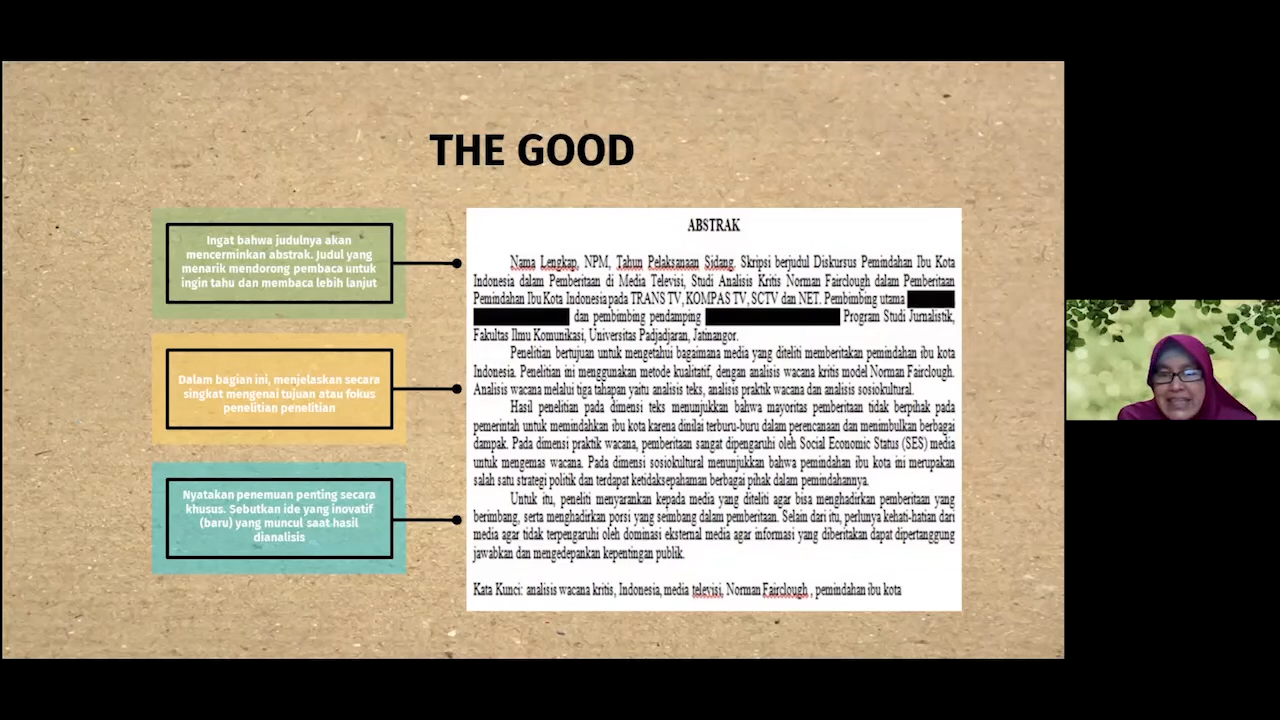 THE GOOD
Ingat bahwa judulnya akan
mencerminkan abstrak. Judul yang
menarik mendorong pembaca untuk
ingin tahu dan membaca lebih lanjut
Dalam bagian ini, menjelaskan secara
singkat mengenai tujuan atau fokus
penelitian penelitian
Nyatakan penemuan penting secara
khusus. Sebutkan ide yang inovatif
(baru) yang muncul saat hasil
dianalisis
ABSTRAK
Nama Lengkap, NPM, Tahun Pelaksanaan Sidang, Skripsi berjudul Diskursus Pemindahan Ibu Kota
Indonesia dalam Pemberitaan di Media Televisi, Studi Analisis Kritis Norman Fairclough dalam Pemberitaan
Pemindahan Ibu Kota Indonesia pada TRANS TV, KOMPAS TV, SCTV dan NET. Pembimbing utama
dan pembimbing pendamping Program Studi Jurnalistik,
Fakultas Ilmu Komunikasi, Universitas Padjadjaran, Jatinangor.
Penelitian bertujuan untuk mengetahui bagaimana media yang diteliti memberitakan pemindahan ibu kota
Indonesia. Penelitian ini menggunakan metode kualitatif, dengan analisis wacana kritis model Norman Fairclough.
Analisis wacana melalui tiga tahapan yaitu analisis teks, analisis praktik wacana dan analisis sosiokultural.
Hasil penelitian pada dimensi teks menunjukkan bahwa mayoritas pemberitaan tidak berpihak pada
pemerintah untuk memindahkan ibu kota karena dinilai terburu-buru dalam perencanaan dan menimbulkan berbagai
dampak. Pada dimensi praktik wacana, pemberitaan sangat dipengaruhi oleh Social Economic Status (SES) media
untuk mengemas wacana. Pada dimensi sosiokultural menunjukkan bahwa pemindahan ibu kota ini merupakan
salah satu strategi politik dan terdapat ketidaksepahaman berbagai pihak dalam pemindahannya.
Untuk itu, peneliti menyarankan kepada media yang diteliti agar bisa menghadirkan pemberitaan yang
berimbang, serta menghadirkan porsi yang seimbang dalam pemberitaan. Selain dari itu, perlunya kehati-hatian dari
media agar tidak terpengaruhi oleh dominasi eksternal media agar informasi yang diberitakan dapat dipertanggung
jawabkan dan mengedepankan kepentingan publik.
Kata Kunci: analisis wacana kritis, Indonesia, media televisi, Norman Fairclough , pemindahan ibu kota